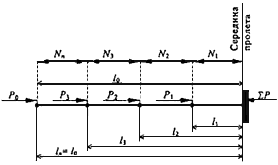 Середина
пролета
Nₙ N₃ N₂ N₁
l₀
P₀ P₃ P₂ P₁ ΣP
l₁
l₂
l₃
lₙ= l₀